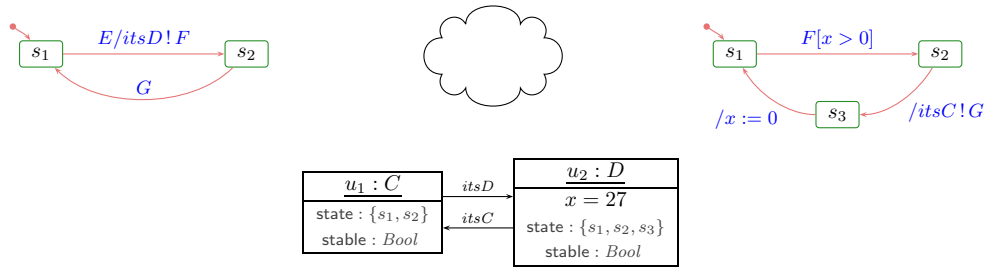 E/itsD ! F
s₁
s₂
G
F[x > 0]
s₁
s₂
s₃
/x := 0
/itsC ! G
u₁ : C
state : {s₁, s₂}
stable : Bool
itsD
itsC
u₂ : D
x = 27
state : {s₁, s₂, s₃}
stable : Bool